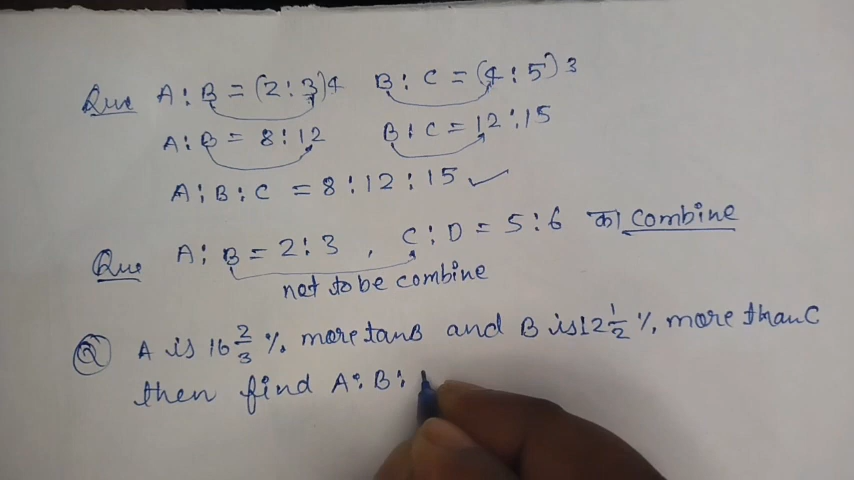 Que A:B = (2:3)4 B:C = (4:5)3
A:B = 8:12 B:C = 12:15
A:B:C = 8:12:15 ✓
Que A:B = 2:3 , C:D = 5:6 का combine
not to be combine
Q A is 16 2/3 %. more tan B and B is 12 1/2 %. more than C
then find A:B: